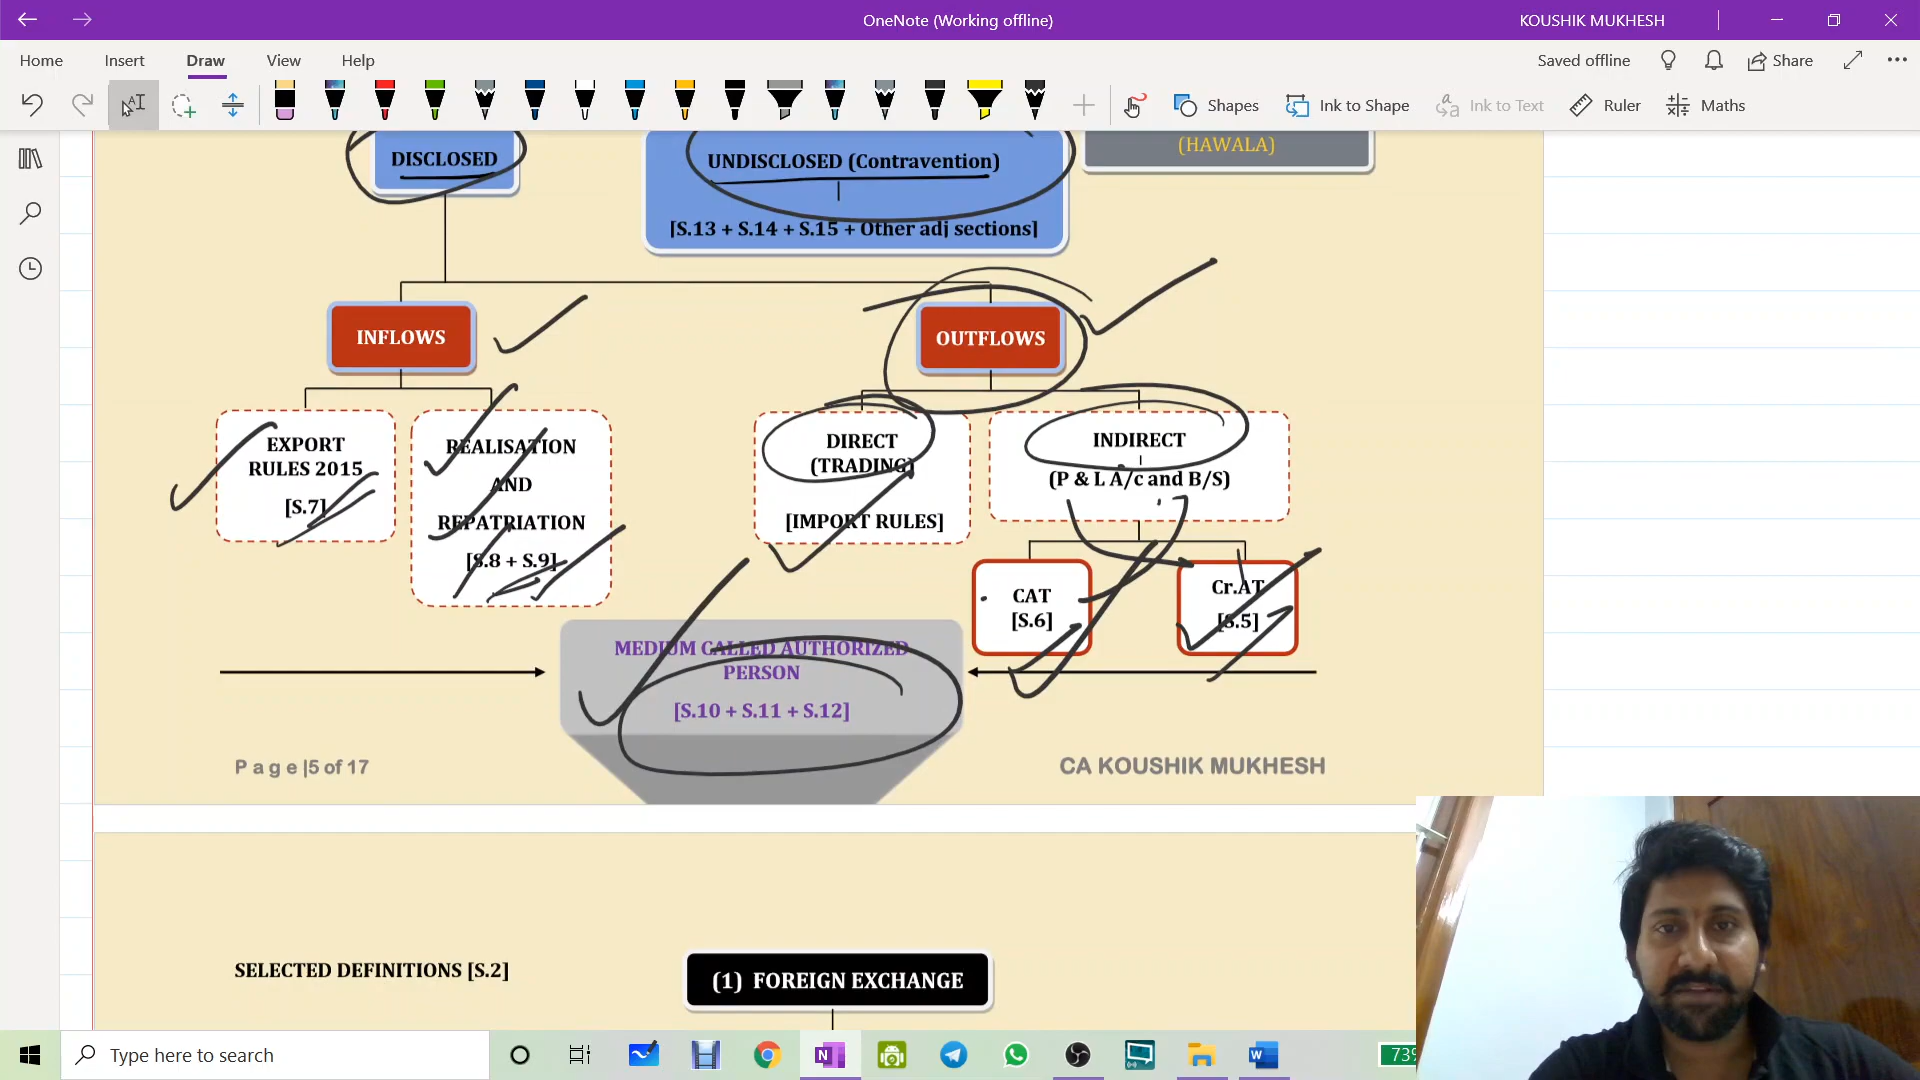 OneNote (Working offline)
KOUSHIK MUKHESH
Home
Insert
Draw
View
Help
Saved offline
Share
Shapes
Ink to Shape
Ink to Text
Ruler
Maths
DISCLOSED
UNDISCLOSED (Contravention)
[S.13 + S.14 + S.15 + Other adj sections]
(HAWALA)
INFLOWS
OUTFLOWS
EXPORT
RULES 2015
[S.7]
REALISATION
AND
REPATRIATION
[S.8 + S.9]
DIRECT
(TRADING)
[IMPORT RULES]
INDIRECT
(P & L A/c and B/S)
CAT
[S.6]
Cr.AT
[S.5]
MEDIUM CALLED AUTHORIZED
PERSON
[S.10 + S.11 + S.12]
P a g e |5 of 17
CA KOUSHIK MUKHESH
SELECTED DEFINITIONS [S.2]
(1) FOREIGN EXCHANGE
Type here to search
73%